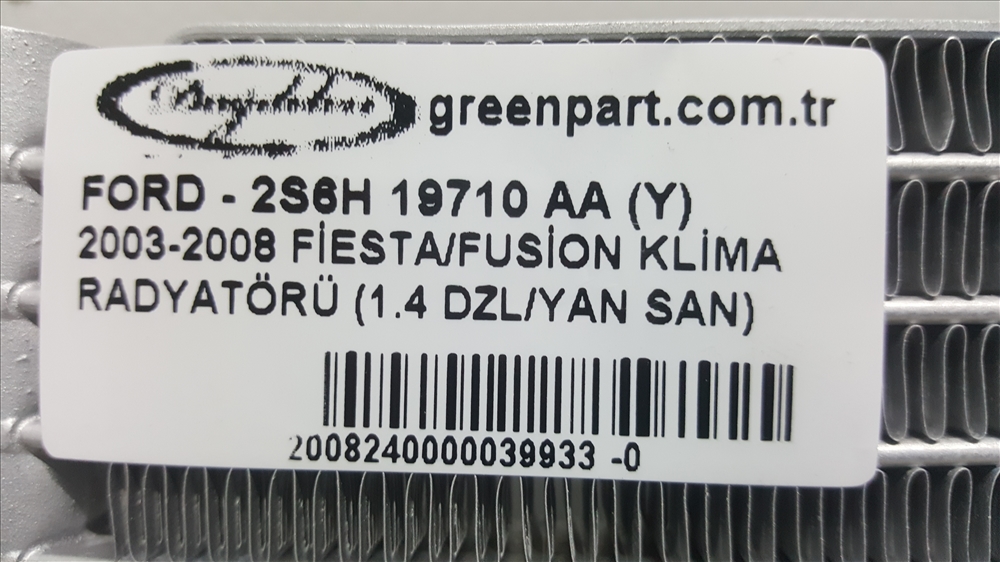 greenpart.com.tr
FORD - 2S6H 19710 AA (Y)
2003-2008 FİESTA/FUSİON KLİMA
RADYATÖRÜ (1.4 DZL/YAN SAN)
2008240000039933 -0